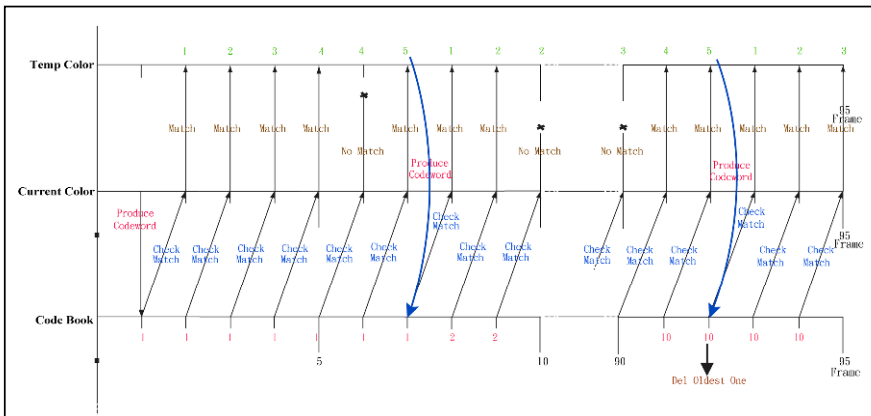 1 2 3 4 4 5 1 2 2 3 4 5 1 2 3
Temp Color
Match Match Match Match No Match Match Match Match No Match No Match Match Match Match Match Match
95
Frame
Produce
Codeword
Produce
Codeword
Current Color
Produce
Codeword
Check
Match
Check
Match
Check
Match
Check
Match
Check
Match
Check
Match
Check
Match
Check
Match
Check
Match
Check
Match
Check
Match
Check
Match
Check
Match
Check
Match
95
Frame
Code Book
1 1 1 1 1 1 1 2 2 10 10 10 10
5 10 90 95
Frame
Del Oldest One